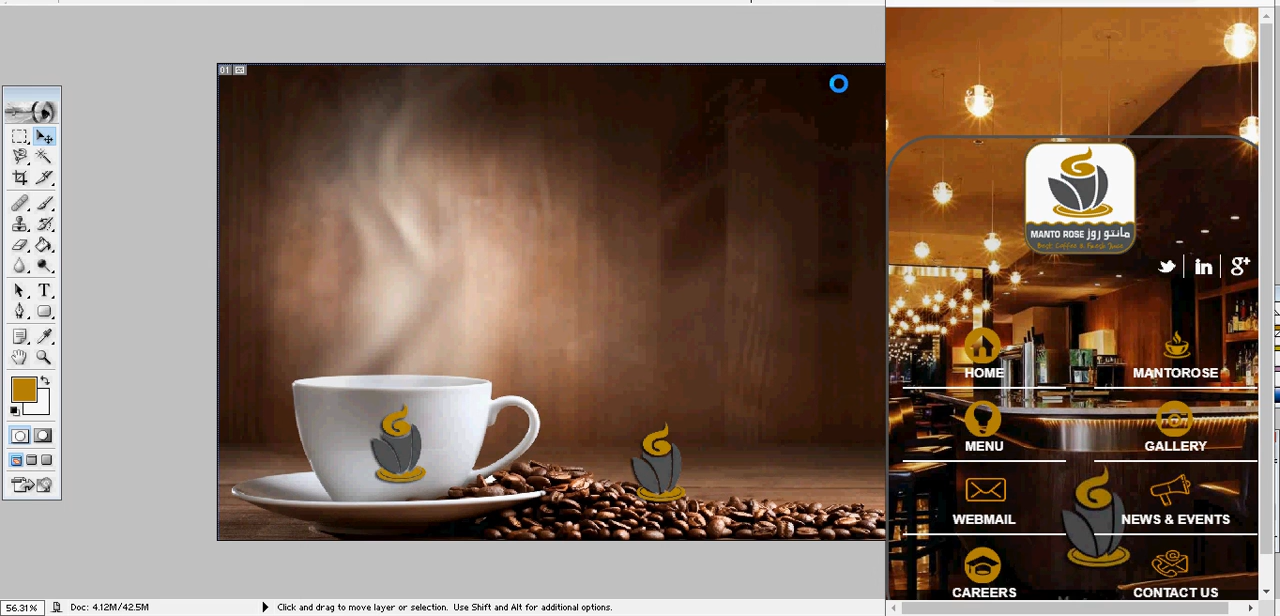 01
MANTO ROSE مانتو روز
Best Coffee & Fresh Juice
in
g+
HOME
MANTOROSE
MENU
GALLERY
WEBMAIL
NEWS & EVENTS
CAREERS
CONTACT US
T
56.31%
Doc: 4.12M/42.5M
Click and drag to move layer or selection. Use Shift and Alt for additional options.